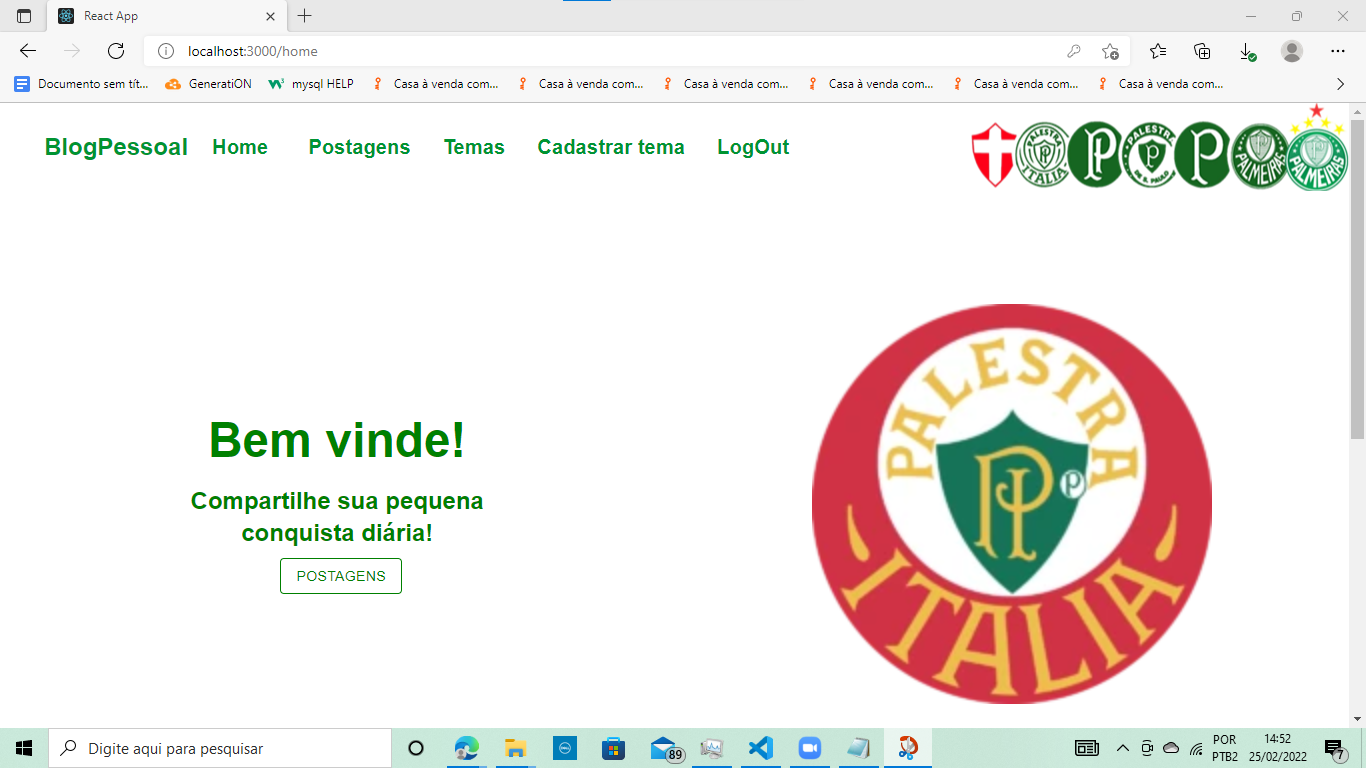 React App
localhost:3000/home
Documento sem tít...
GeneratiON
mysql HELP
Casa à venda com...
Casa à venda com...
Casa à venda com...
Casa à venda com...
Casa à venda com...
Casa à venda com...
BlogPessoal Home Postagens Temas Cadastrar tema LogOut
PALESTRA ITALIA
P
PALESTRA DE S. PAULO
P
PALMEIRAS
PALMEIRAS
Bem vinde!
Compartilhe sua pequena
conquista diária!
POSTAGENS
PALESTRA
PI
P
ITALIA
Digite aqui para pesquisar
DELL
89
POR
PTB2
14:52
25/02/2022
7